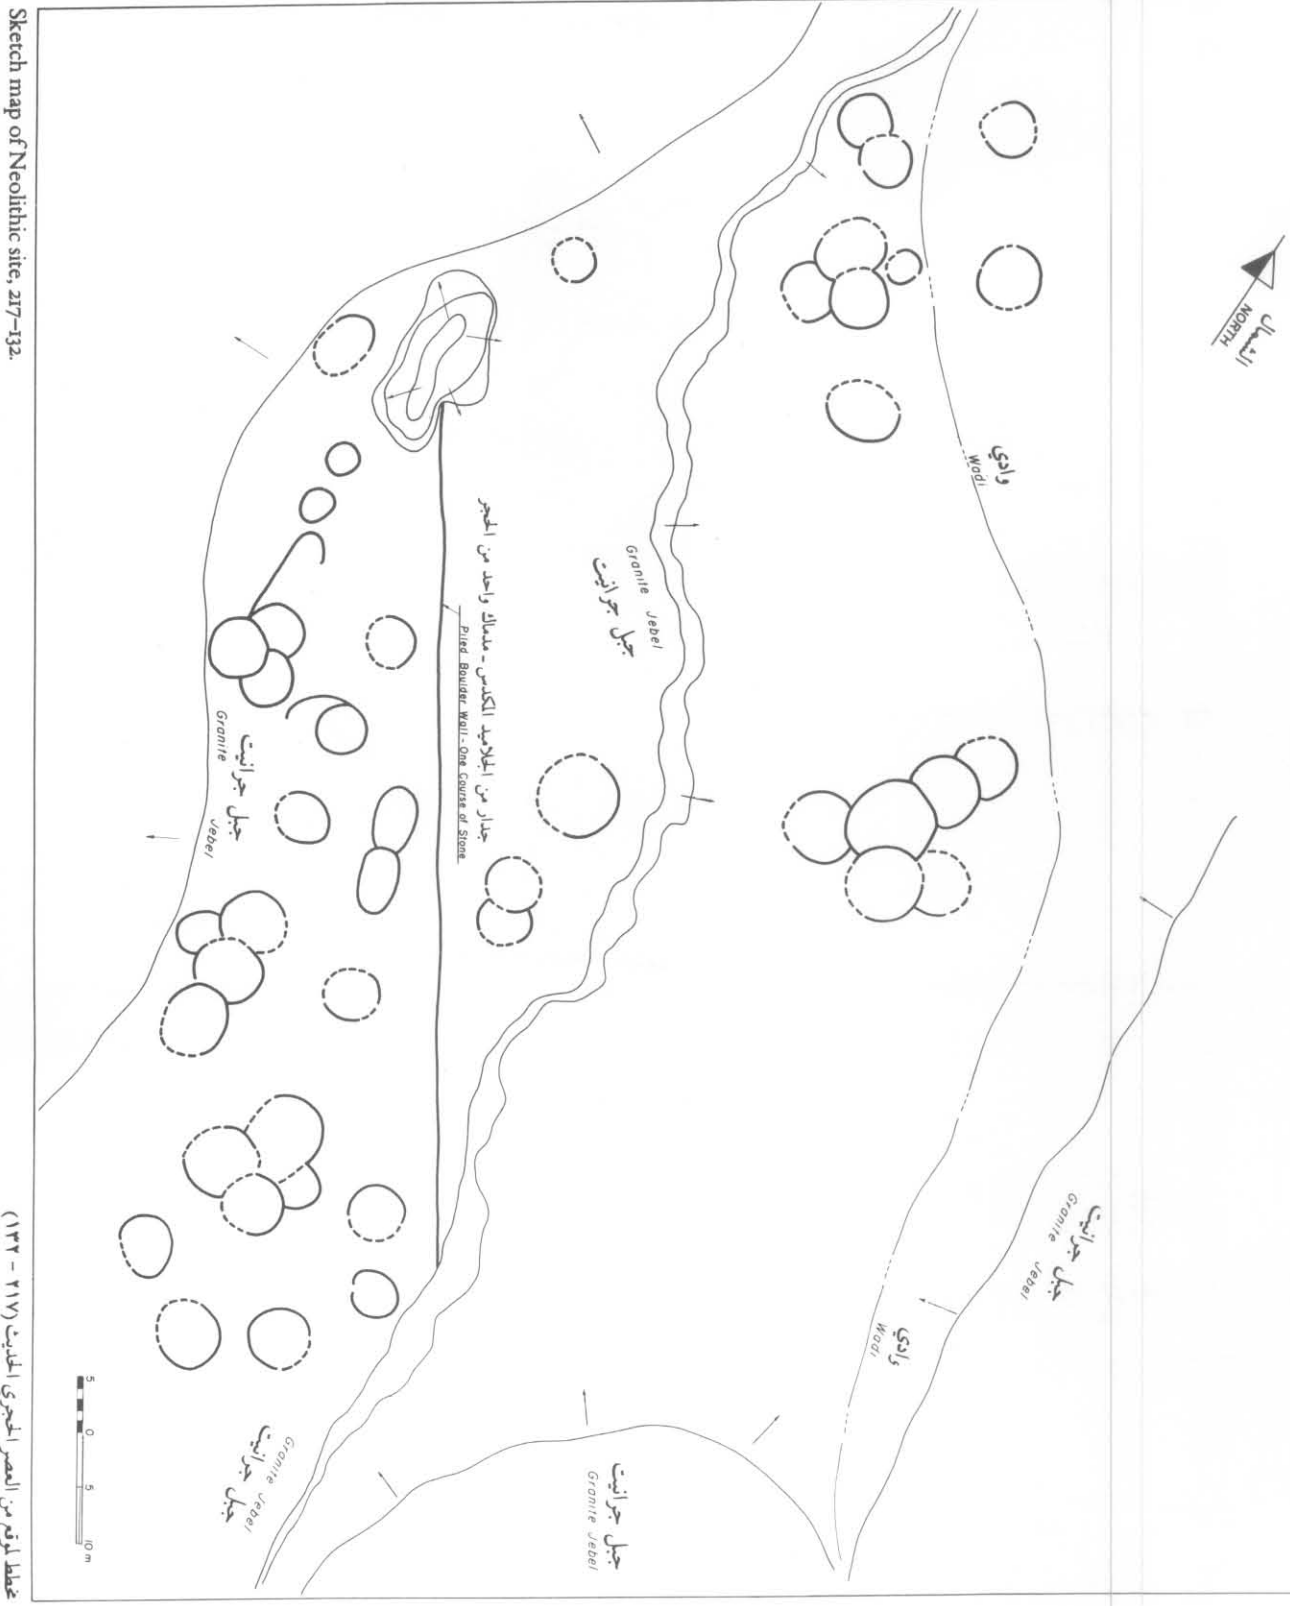 الشمال
NORTH
وادي
Wadi
Granite Jebel
جبل جرانيت
جدار من الجلاميد المكدس - مدماك واحد من الحجر
Piled Boulder Wall - One Course of Stone
جبل جرانيت
Granite Jebel
جبل جرانيت
Granite Jebel
وادي
Wadi
جبل جرانيت
Granite Jebel
Granite Jebel
جبل جرانيت
5 0 5 10 m
Sketch map of Neolithic site, 217–132.
مخطط لموقع من العصر الحجري الحديث (٢١٧ - ١٣٢)